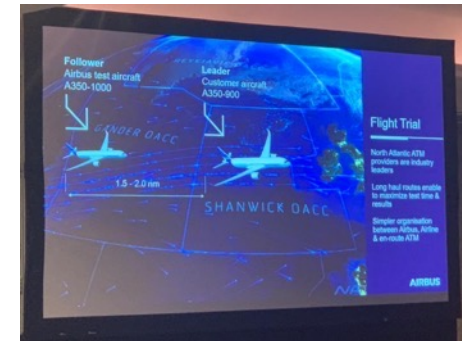 Follower
Airbus test aircraft
A350-1000
Leader
Customer aircraft
A350-900
GANDER OACC
1.5 - 2.0 nm
SHANWICK OACC
Flight Trial
North Atlantic ATM
providers are industry
leaders
Long haul routes enable
to maximize test time &
results
Simpler organisation
between Airbus, Airline
& en-route ATM
AIRBUS